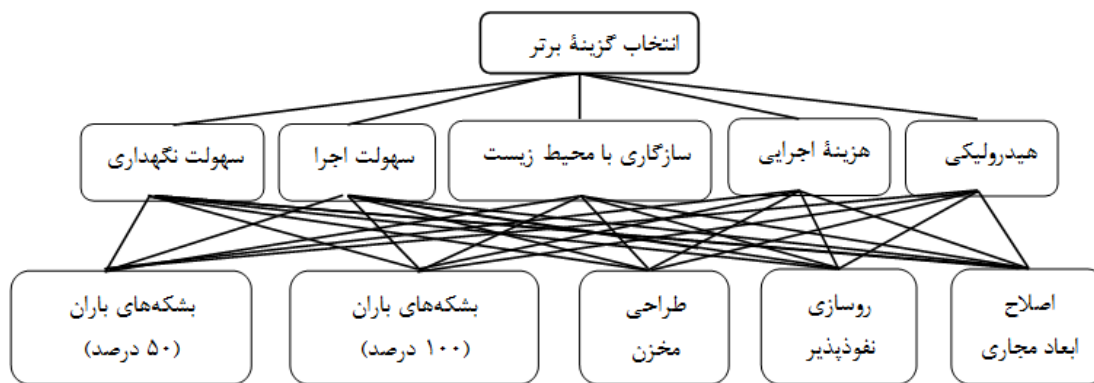 انتخاب گزینهٔ برتر
هیدرولیکی
هزینهٔ اجرایی
سازگاری با محیط زیست
سهولت اجرا
سهولت نگهداری
اصلاح
ابعاد مجاری
روسازی
نفوذپذیر
طراحی
مخزن
بشکه‌های باران
(۱۰۰ درصد)
بشکه‌های باران
(۵۰ درصد)